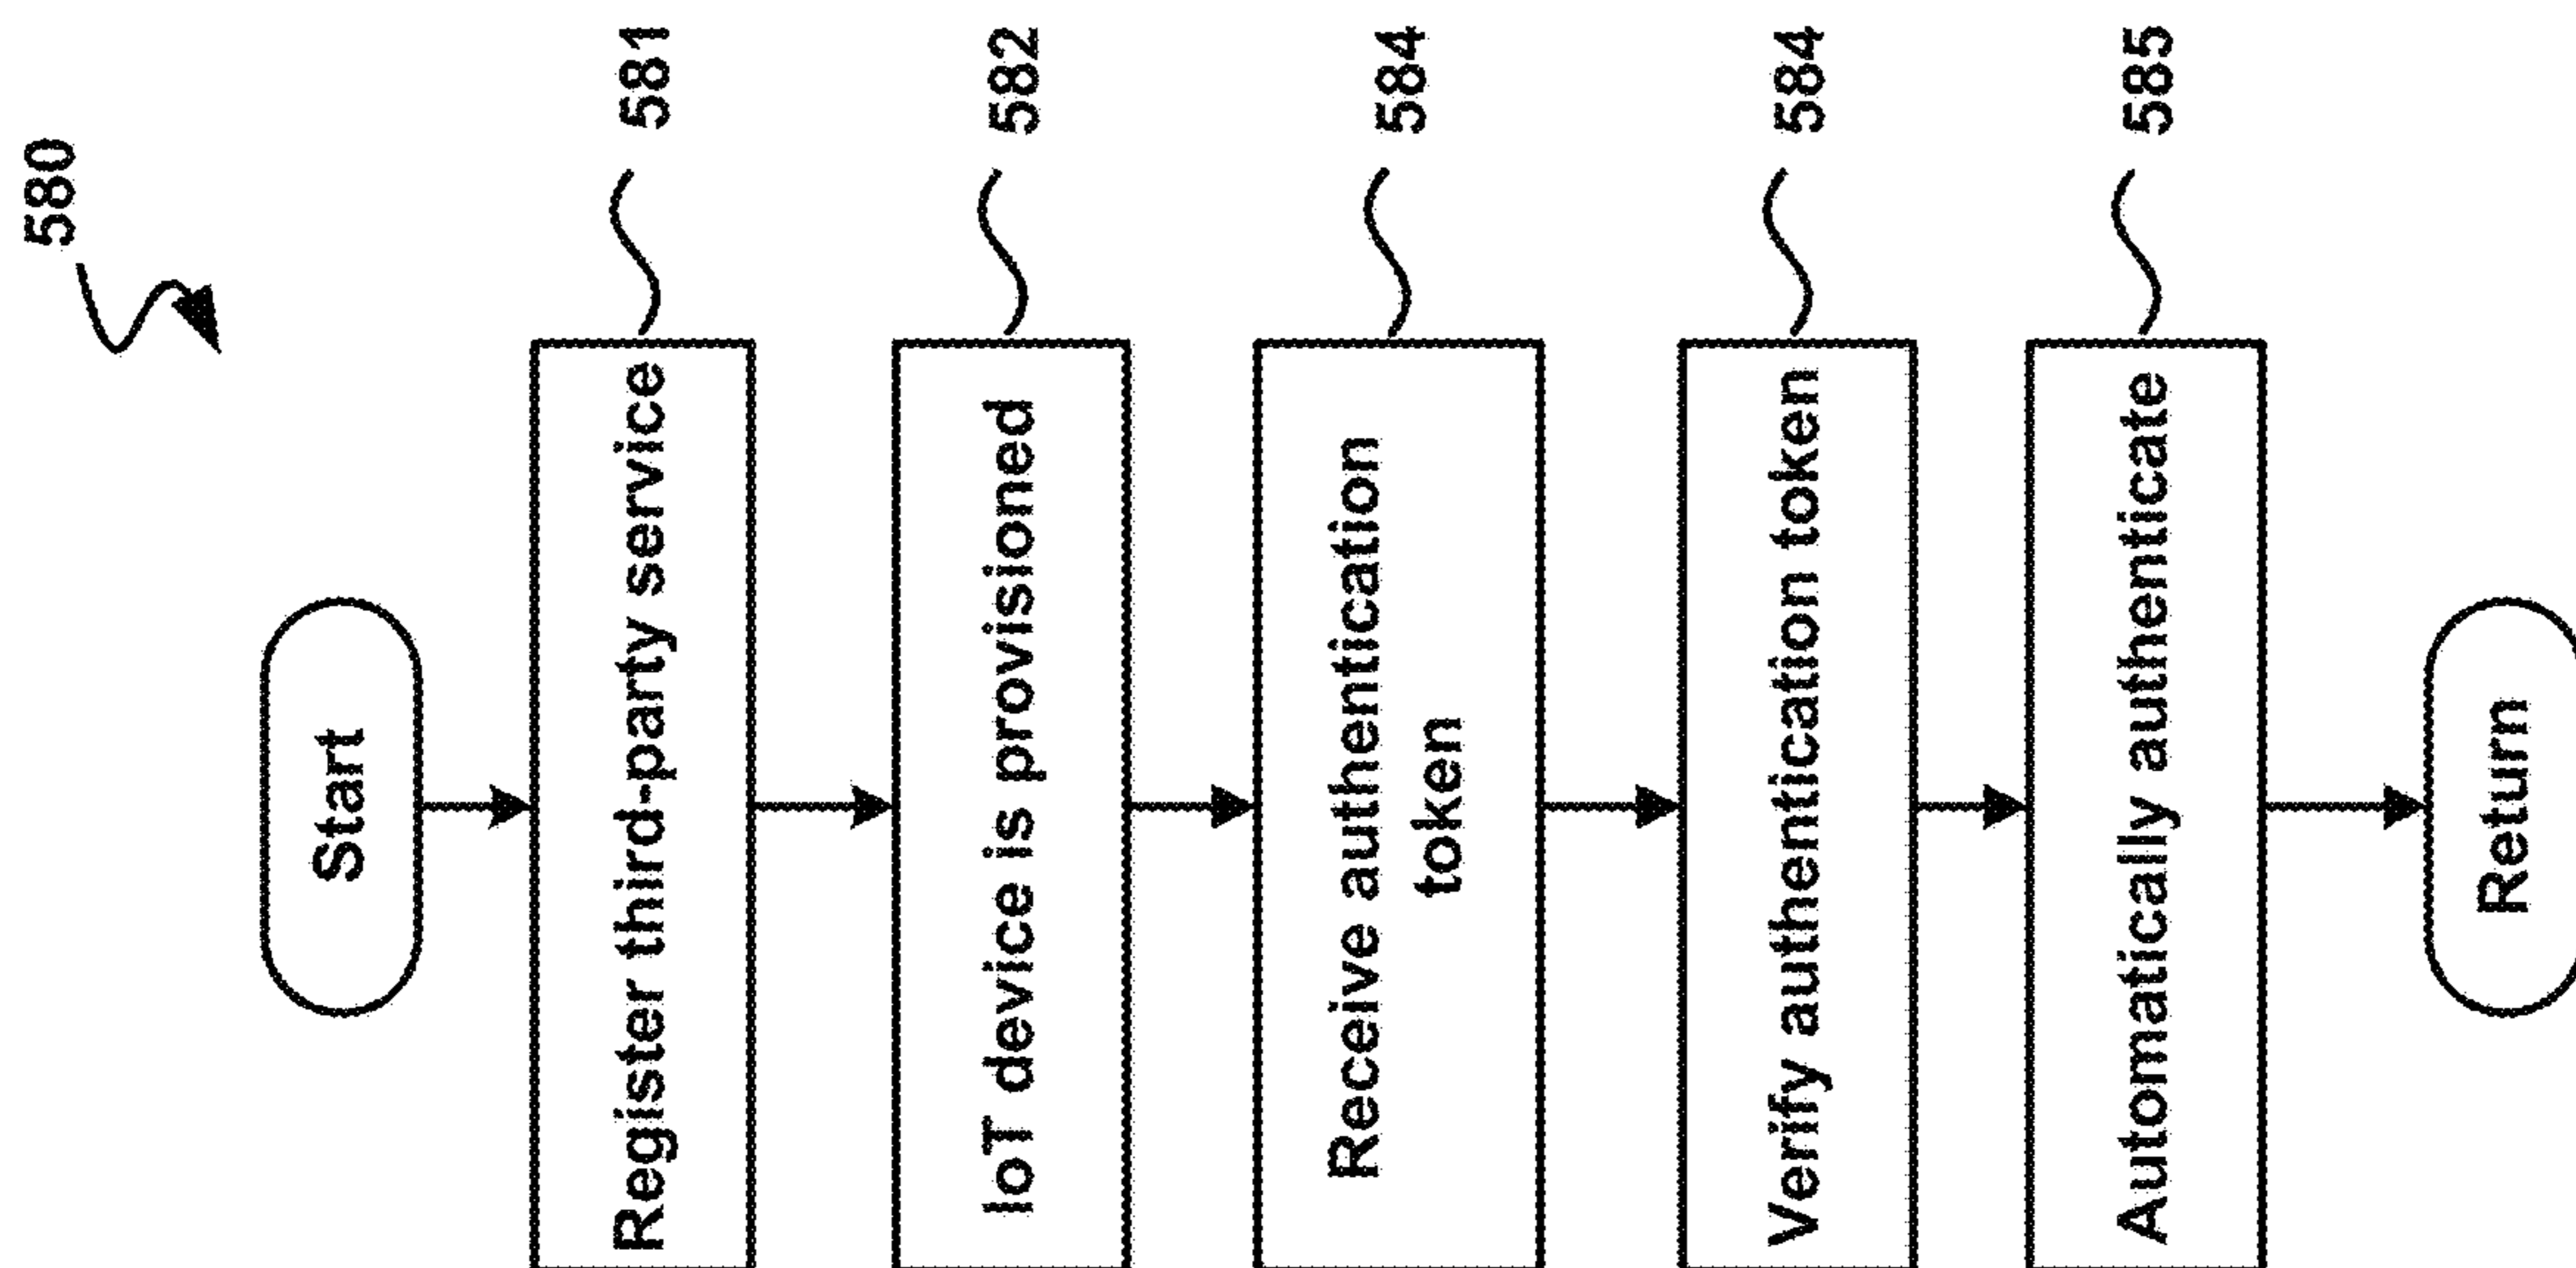 580
Start
Register third-party service
581
IoT device is provisioned
582
Receive authentication
token
584
Verify authentication token
584
Automatically authenticate
585
Return